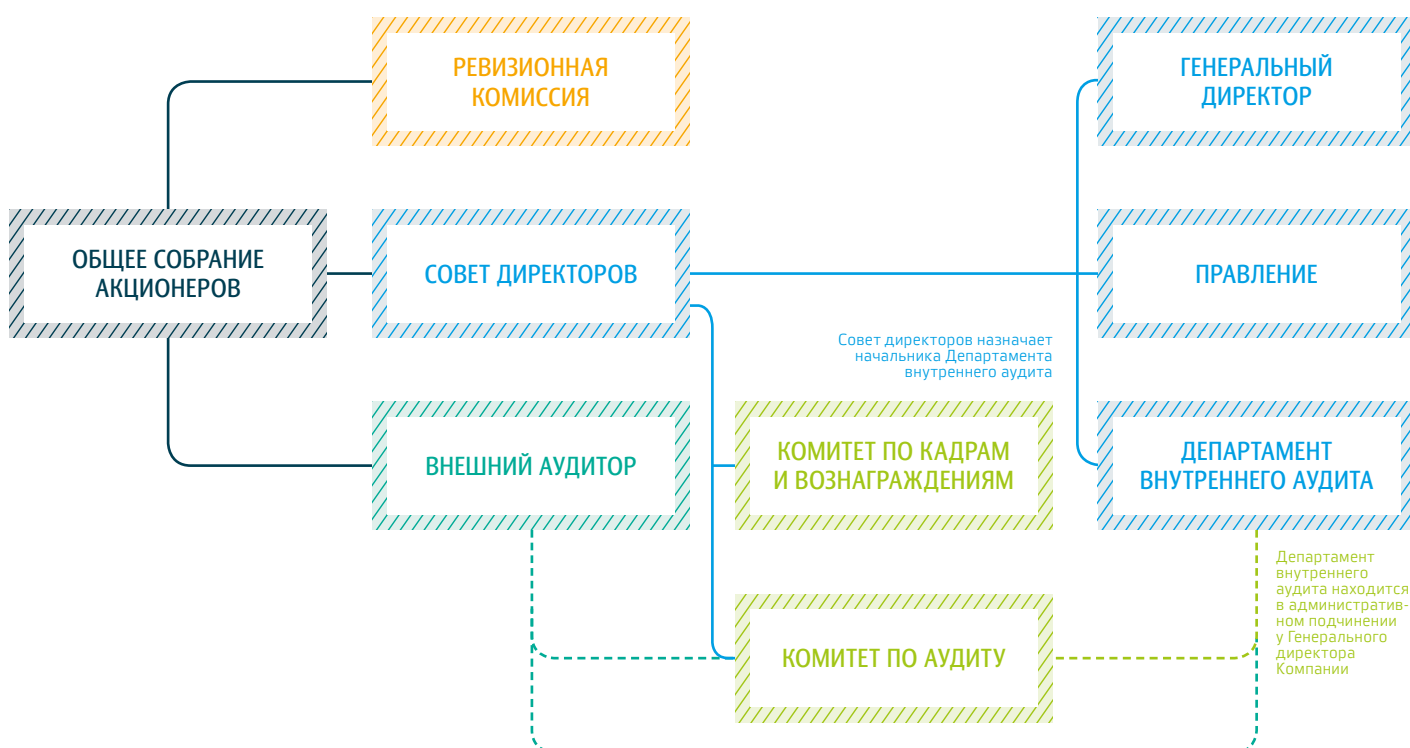 РЕВИЗИОННАЯ
КОМИССИЯ
ГЕНЕРАЛЬНЫЙ
ДИРЕКТОР
ОБЩЕЕ СОБРАНИЕ
АКЦИОНЕРОВ
СОВЕТ ДИРЕКТОРОВ
ПРАВЛЕНИЕ
Совет директоров назначает
начальника Департамента
внутреннего аудита
ВНЕШНИЙ АУДИТОР
КОМИТЕТ ПО КАДРАМ
И ВОЗНАГРАЖДЕНИЯМ
ДЕПАРТАМЕНТ
ВНУТРЕННЕГО АУДИТА
Департамент
внутреннего
аудита находится
в административ-
ном подчинении
у Генерального
директора
Компании
КОМИТЕТ ПО АУДИТУ